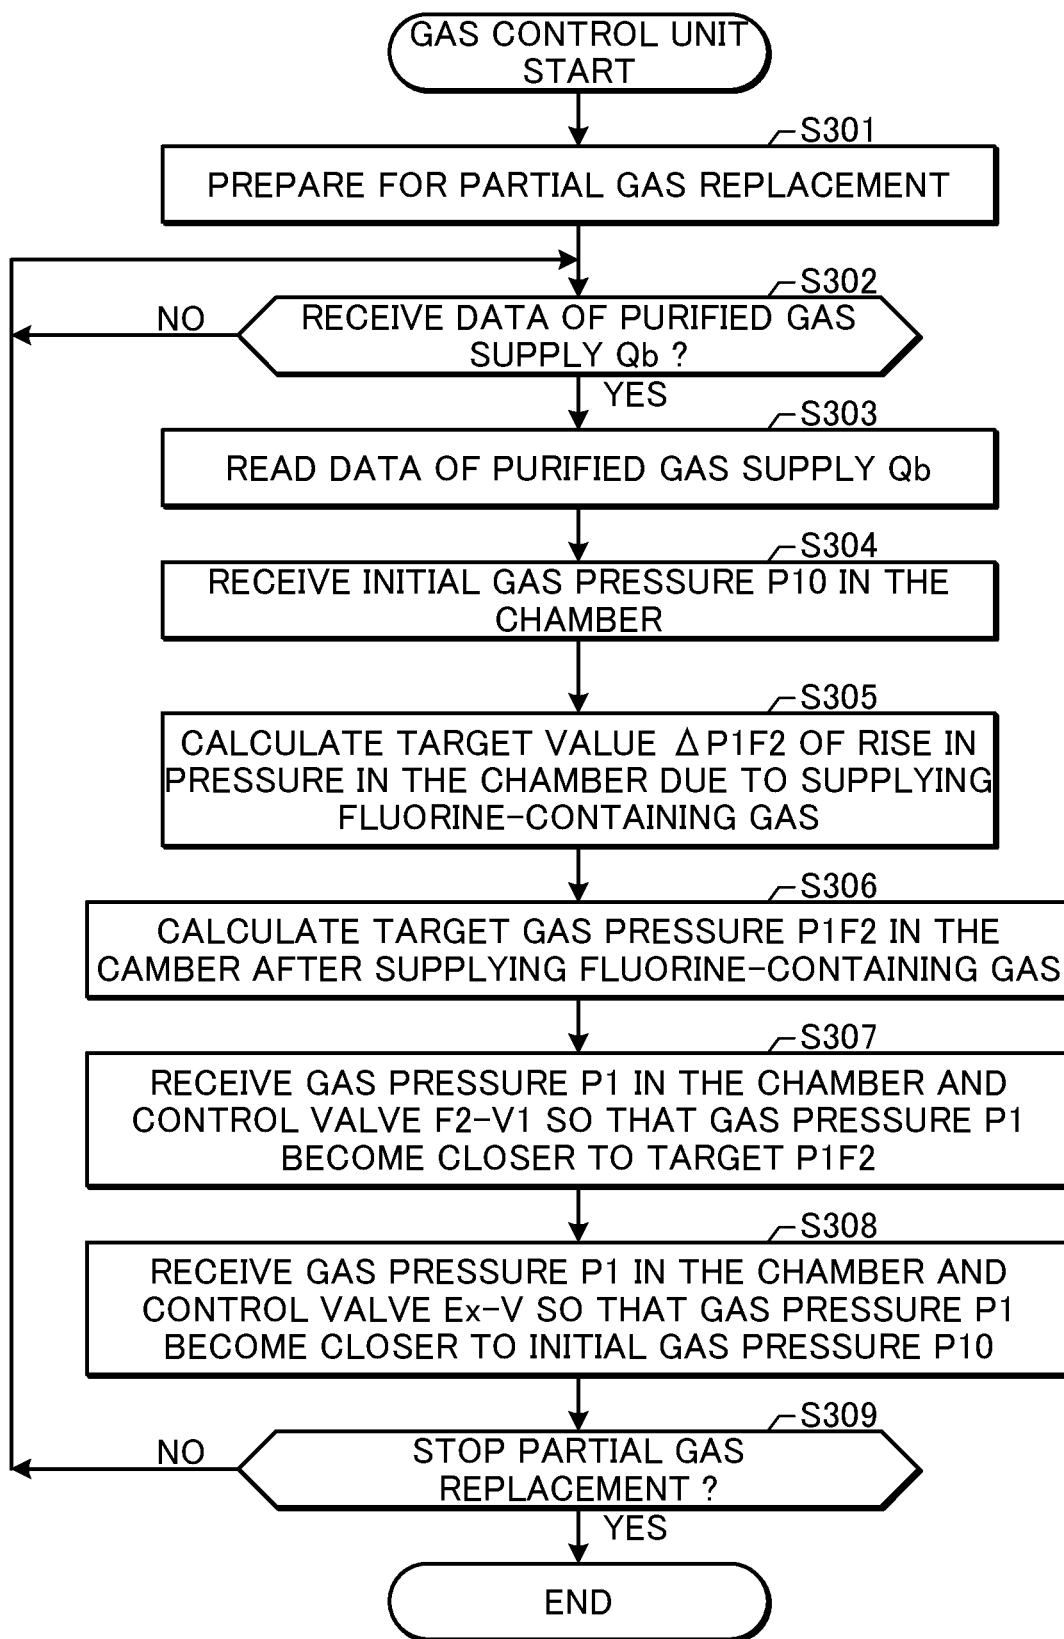 GAS CONTROL UNIT
START
S301
PREPARE FOR PARTIAL GAS REPLACEMENT
S302
NO
RECEIVE DATA OF PURIFIED GAS
SUPPLY Qb ?
YES
S303
READ DATA OF PURIFIED GAS SUPPLY Qb
S304
RECEIVE INITIAL GAS PRESSURE P10 IN THE
CHAMBER
S305
CALCULATE TARGET VALUE ΔP1F2 OF RISE IN
PRESSURE IN THE CHAMBER DUE TO SUPPLYING
FLUORINE-CONTAINING GAS
S306
CALCULATE TARGET GAS PRESSURE P1F2 IN THE
CAMBER AFTER SUPPLYING FLUORINE-CONTAINING GAS
S307
RECEIVE GAS PRESSURE P1 IN THE CHAMBER AND
CONTROL VALVE F2-V1 SO THAT GAS PRESSURE P1
BECOME CLOSER TO TARGET P1F2
S308
RECEIVE GAS PRESSURE P1 IN THE CHAMBER AND
CONTROL VALVE Ex-V SO THAT GAS PRESSURE P1
BECOME CLOSER TO INITIAL GAS PRESSURE P10
S309
NO
STOP PARTIAL GAS
REPLACEMENT ?
YES
END